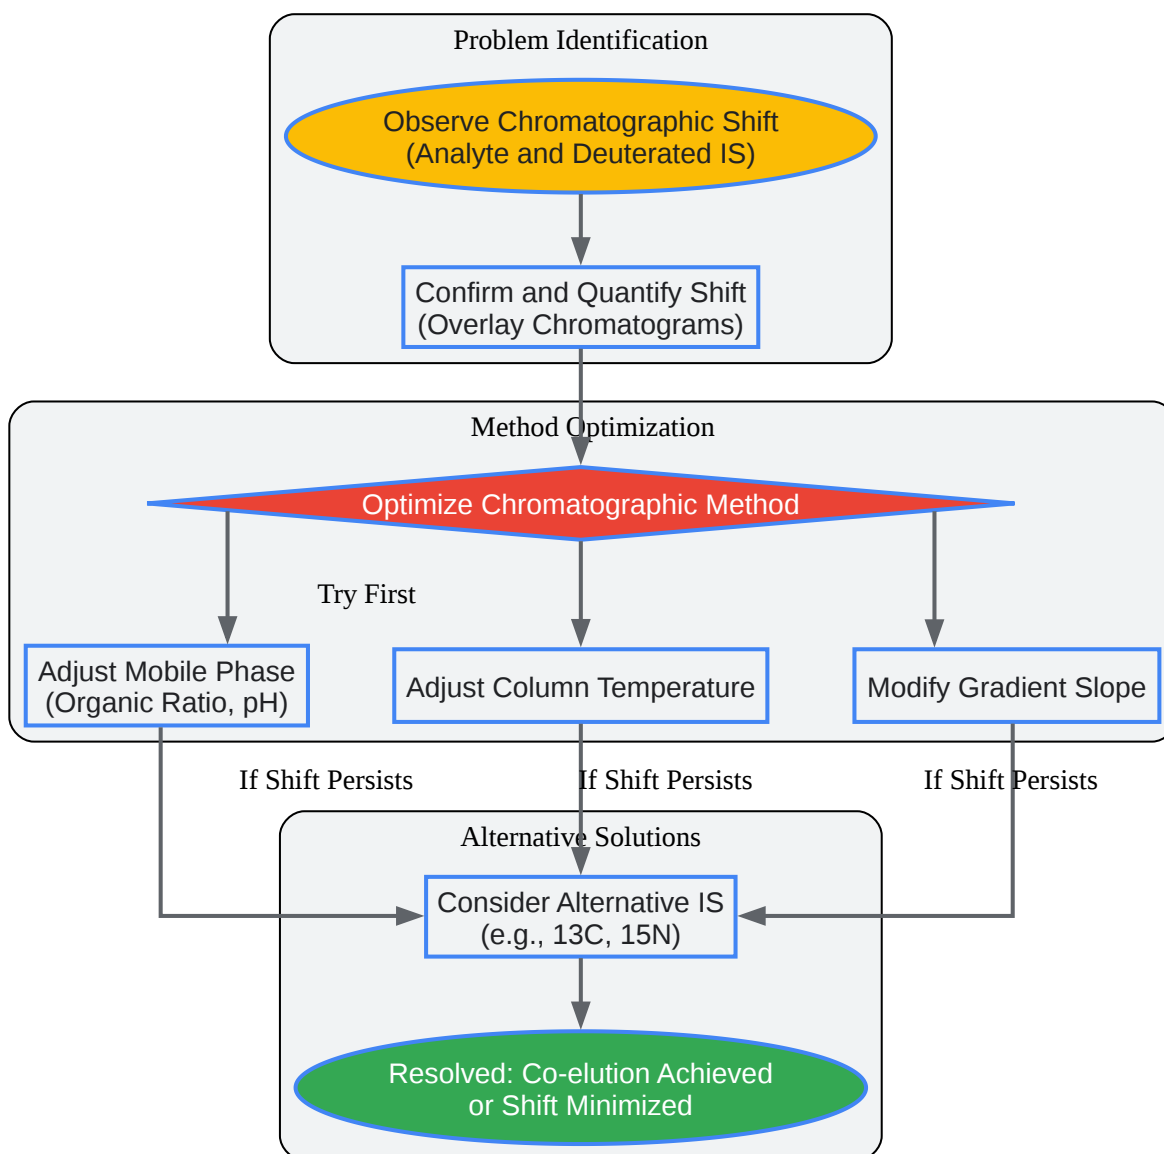 Problem Identification
Observe Chromatographic Shift
(Analyte and Deuterated IS)
Confirm and Quantify Shift
(Overlay Chromatograms)
Method Optimization
Optimize Chromatographic Method
Try First
Adjust Mobile Phase
(Organic Ratio, pH)
Adjust Column Temperature
Modify Gradient Slope
If Shift Persists
If Shift Persists
If Shift Persists
Alternative Solutions
Consider Alternative IS
(e.g., 13C, 15N)
Resolved: Co-elution Achieved
or Shift Minimized